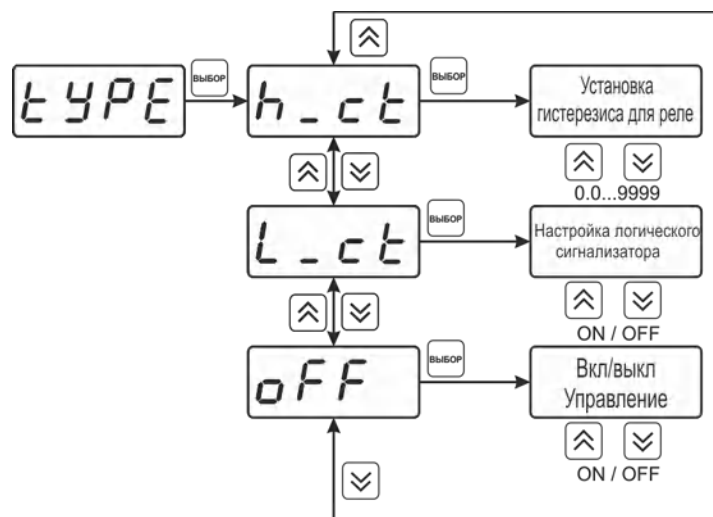 ВЫБОР
ВЫБОР
tYPE
h_ct
Установка
гистерезиса для реле
0.0...9999
ВЫБОР
L_ct
Настройка логического
сигнализатора
ON / OFF
ВЫБОР
oFF
Вкл/выкл
Управление
ON / OFF